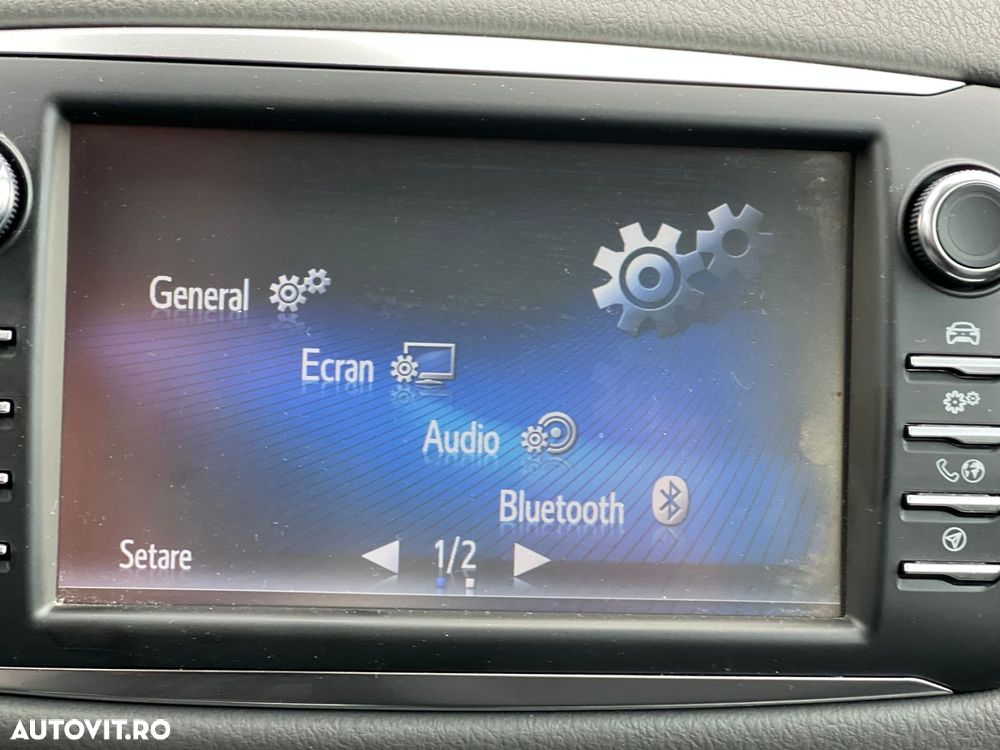 General
Ecran
Audio
Bluetooth
Setare
1/2
AUTOVIT.RO